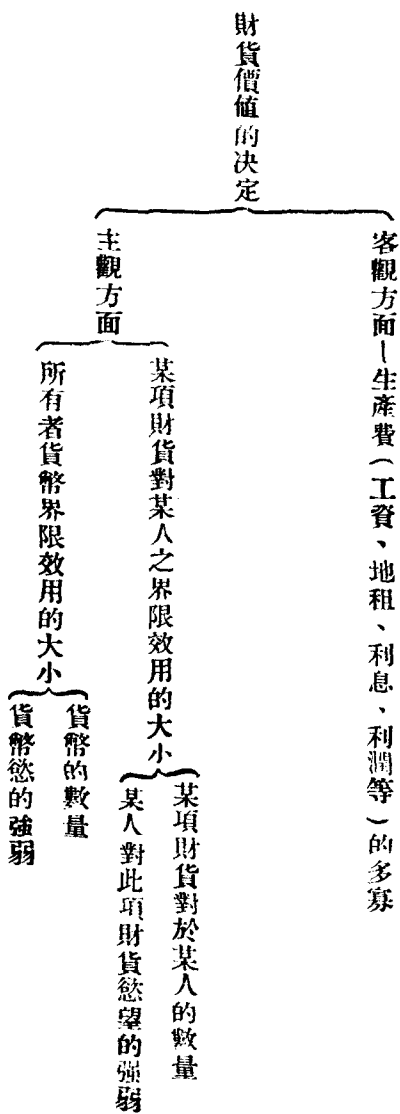 財貨價値的決定
客觀方面—生產費(工資、地租、利息、利潤等)的多寡
主觀方面
某項財貨對某人之界限效用的大小
某項財貨對於某人的數量
某人對此項財貨慾望的强弱
所有者貨幣界限效用的大小
貨幣的數量
貨幣慾的强弱